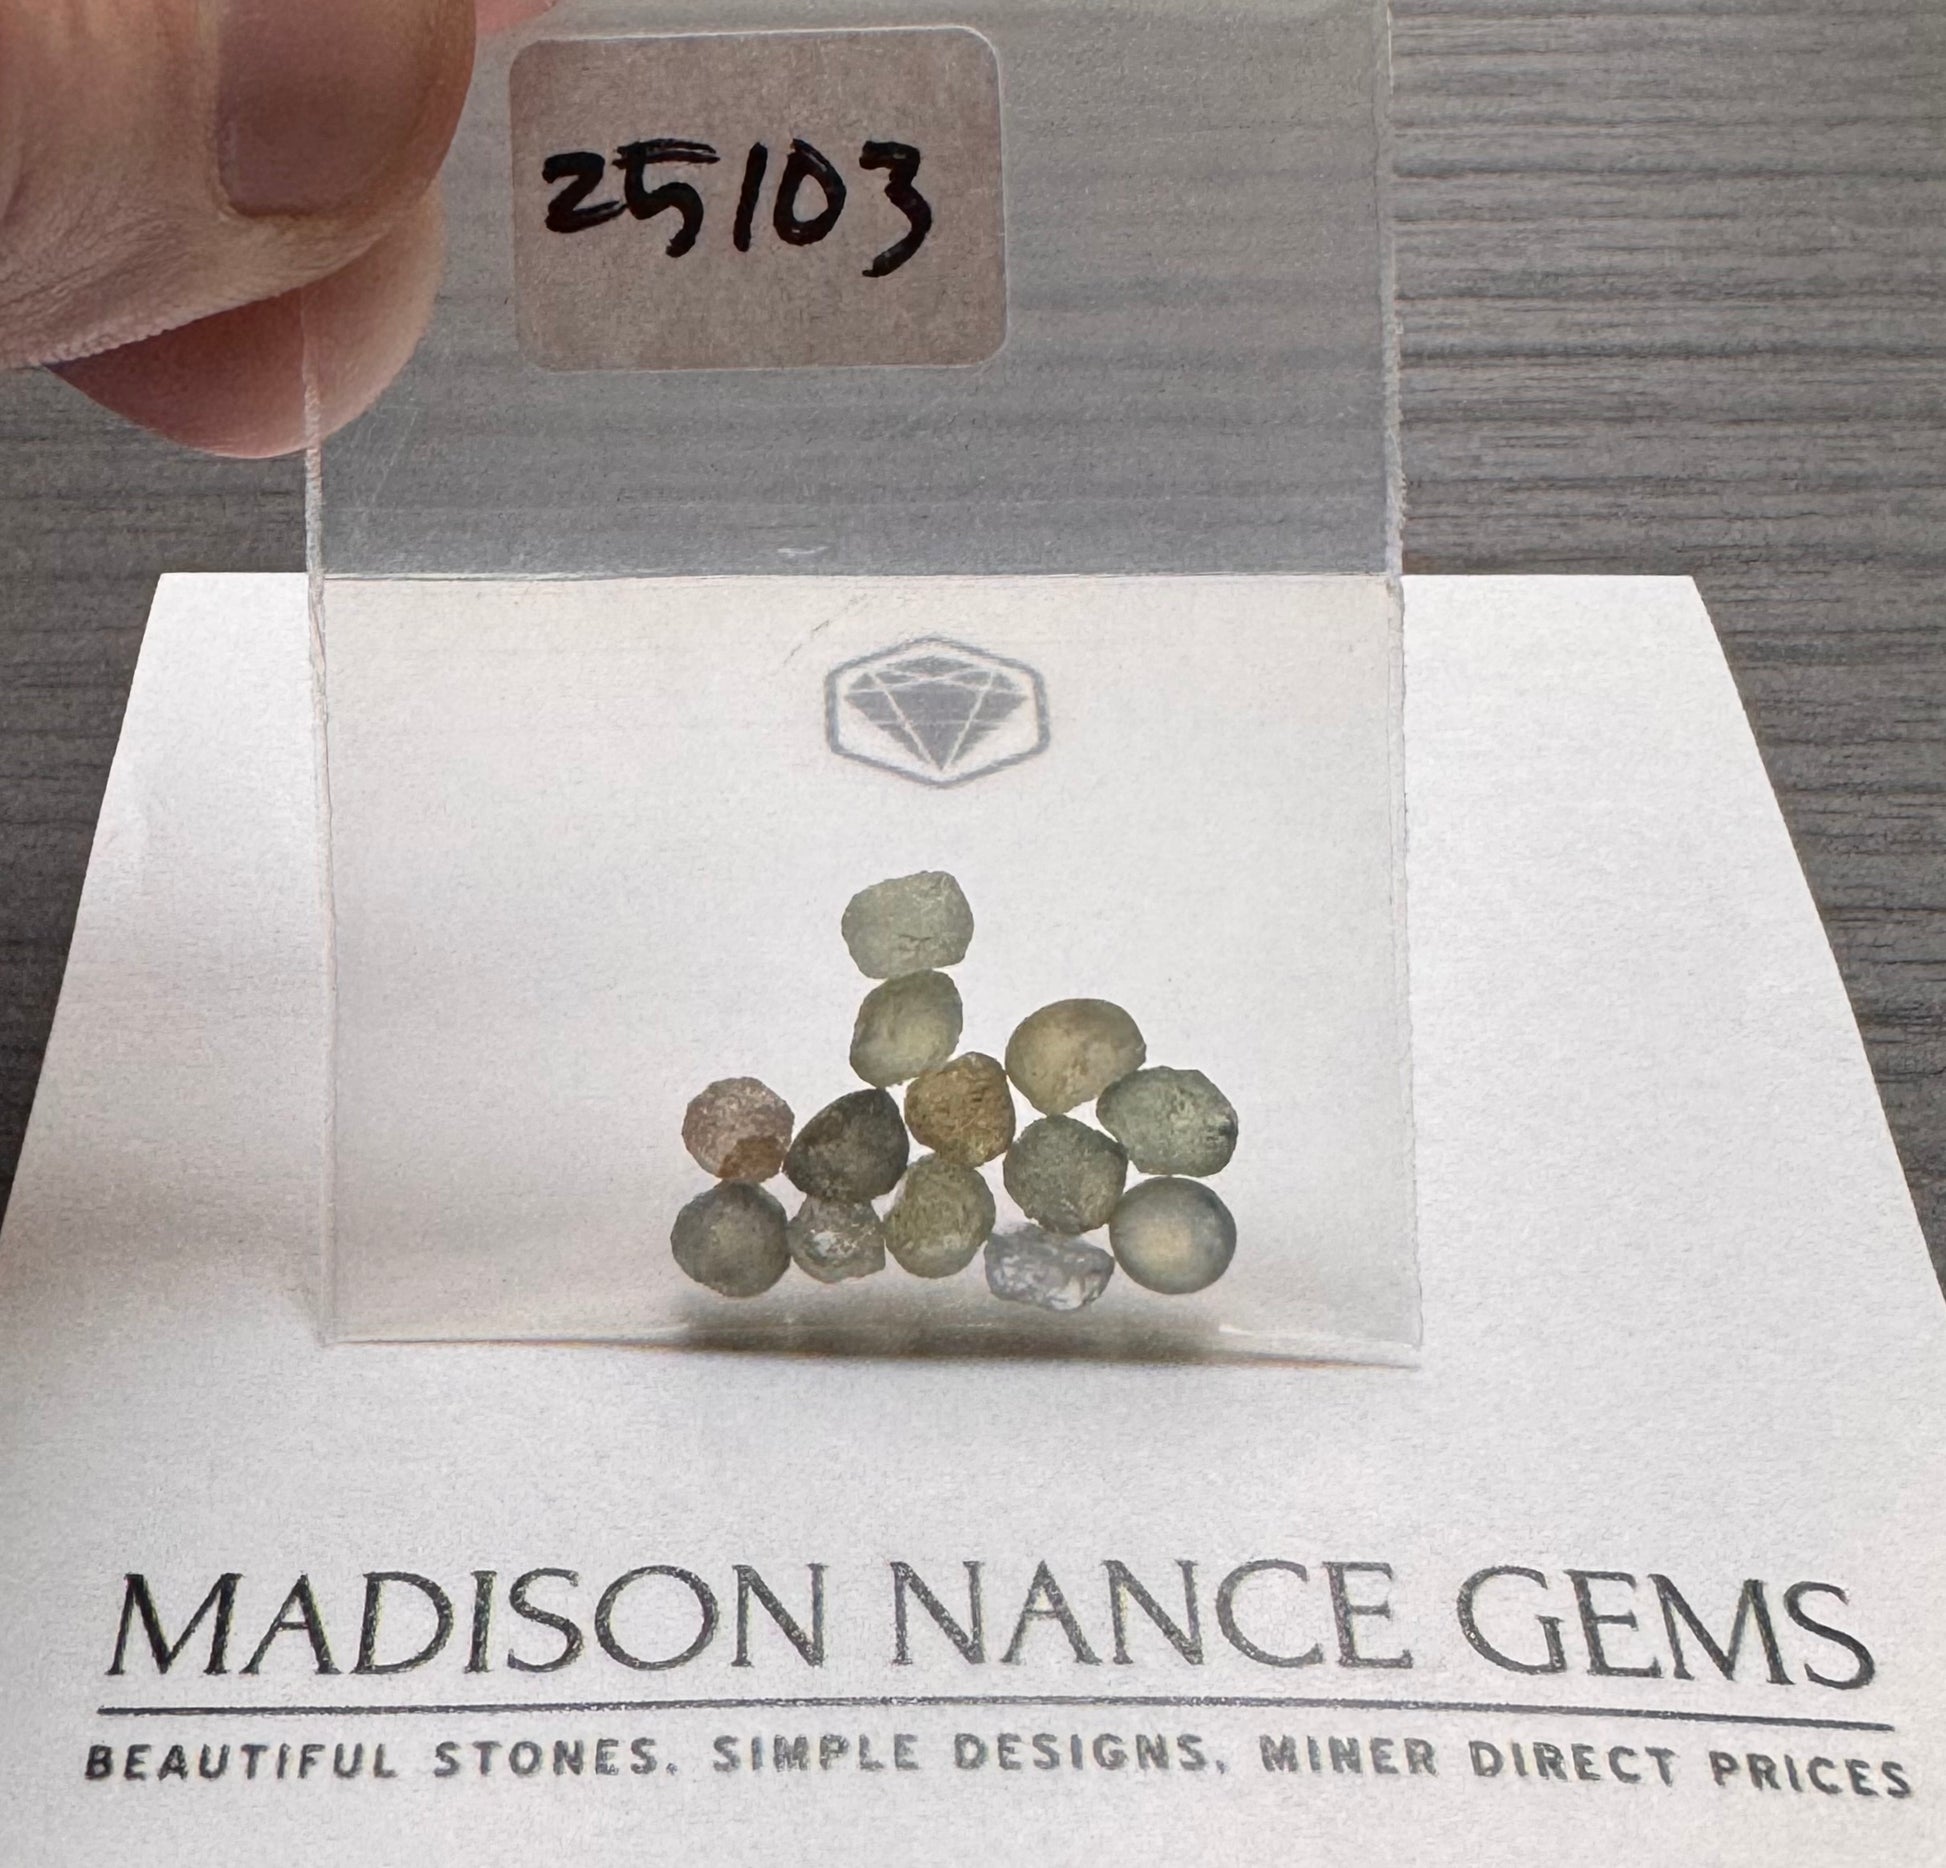 25103
MADISON NANCE GEMS
BEAUTIFUL STONES. SIMPLE DESIGNS, MINER DIRECT PRICES